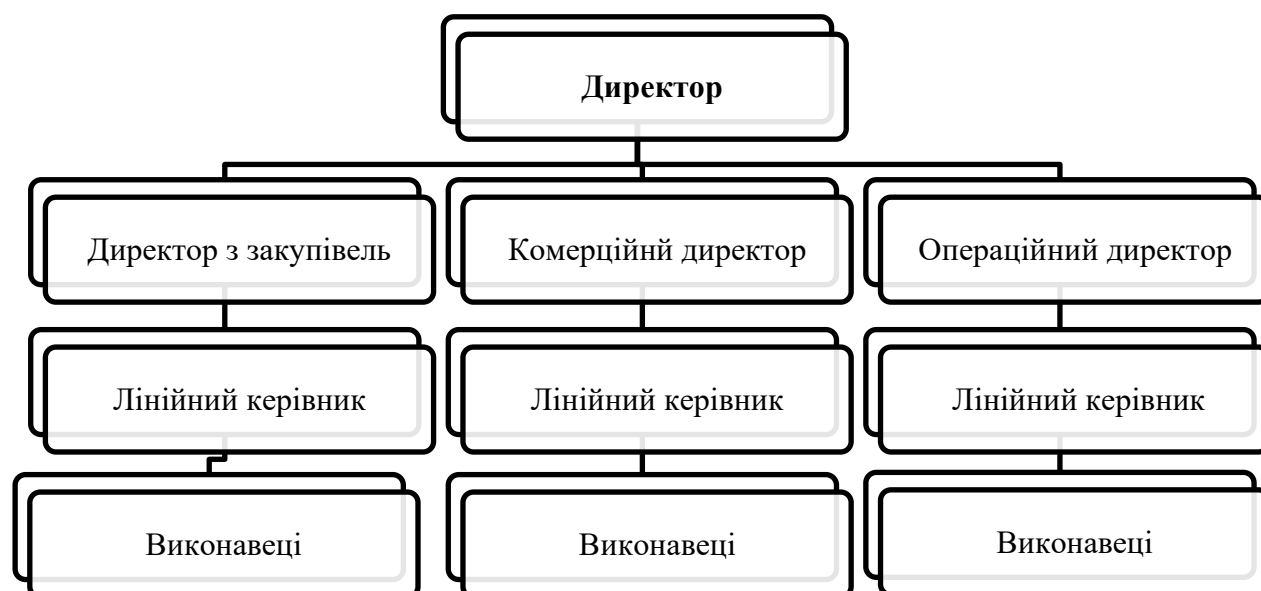 Директор
Директор з закупівель
Комерційнй директор
Операційний директор
Лінійний керівник
Лінійний керівник
Лінійний керівник
Виконавеці
Виконавеці
Виконавеці